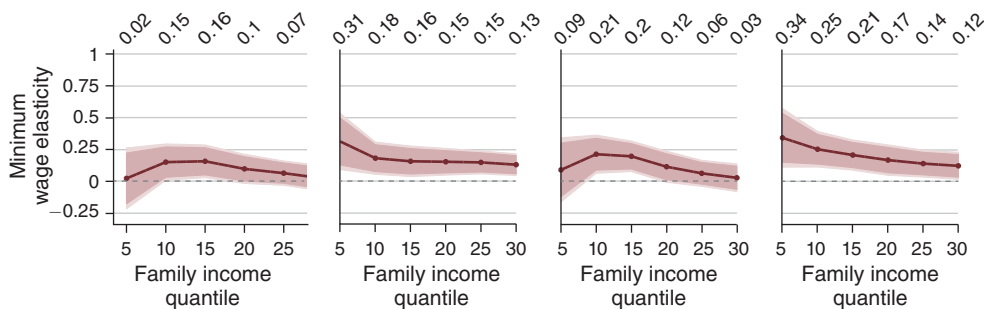 0.02 0.15 0.16 0.1 0.07
0.31 0.18 0.16 0.15 0.15 0.13
0.09 0.21 0.2 0.12 0.06 0.03
0.34 0.25 0.21 0.17 0.14 0.12
Minimum
wage elasticity
1
0.75
0.5
0.25
0
−0.25
5 10 15 20 25
5 10 15 20 25 30
5 10 15 20 25 30
5 10 15 20 25 30
Family income
quantile
Family income
quantile
Family income
quantile
Family income
quantile